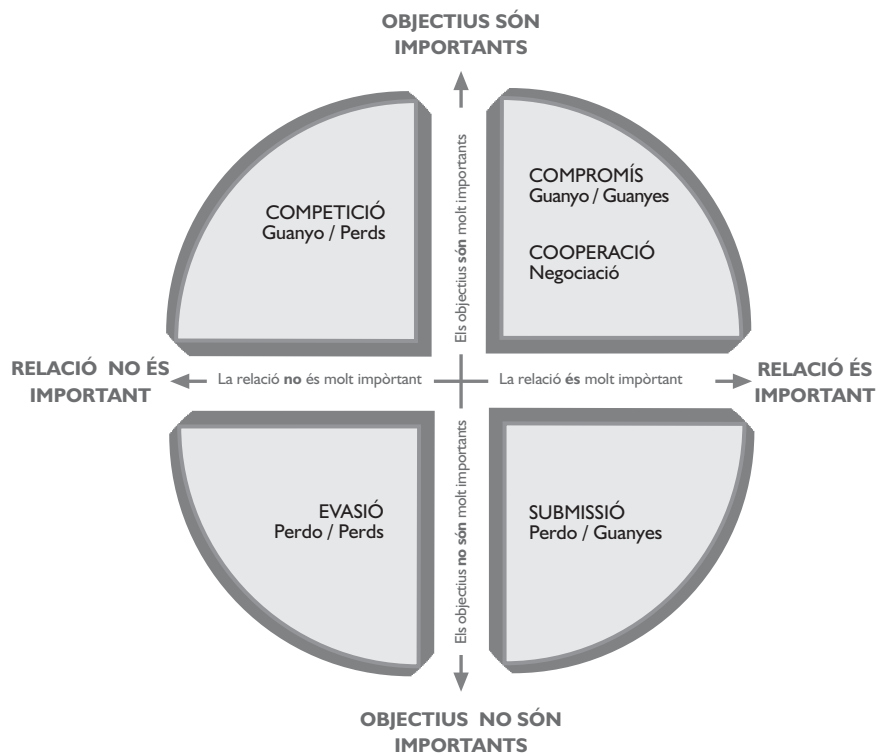 OBJECTIUS SÓN
IMPORTANTS
Els objectius són molt importants
COMPETICÓ
Guanyo / Perds
COMPROMÍS
Guanyo / Guanyes
COOPERACIÓ
Negociació
RELACIÓ NO ÉS
IMPORTANT
La relació no és molt impòrtant
La relació és molt impòrtant
RELACIÓ ÉS
IMPORTANT
Els objectius no són molt importants
EVASIÓ
Perdo / Perds
SUBMISSIÓ
Perdo / Guanyes
OBJECTIUS NO SÓN
IMPORTANTS